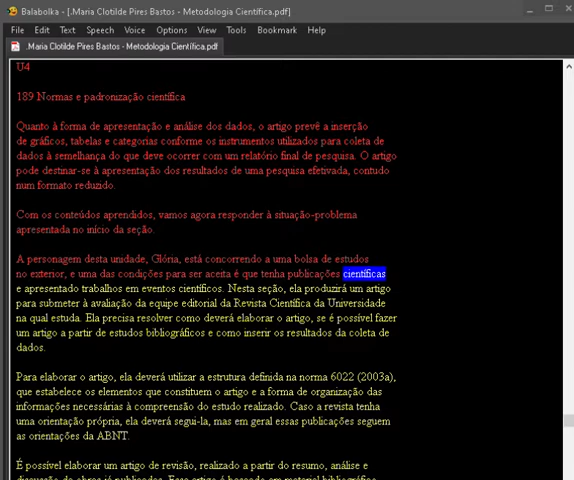 Balabolka - [.Maria Clotilde Pires Bastos - Metodologia Científica.pdf]
File Edit Text Speech Voice Options View Tools Bookmark Help
.Maria Clotilde Pires Bastos - Metodologia Científica.pdf
U4
189 Normas e padronização científica
Quanto à forma de apresentação e análise dos dados, o artigo prevê a inserção
de gráficos, tabelas e categorias conforme os instrumentos utilizados para coleta de
dados à semelhança do que deve ocorrer com um relatório final de pesquisa. O artigo
pode destinar-se à apresentação dos resultados de uma pesquisa efetivada, contudo
num formato reduzido.
Com os conteúdos aprendidos, vamos agora responder à situação-problema
apresentada no início da seção.
A personagem desta unidade, Glória, está concorrendo a uma bolsa de estudos
no exterior, e uma das condições para ser aceita é que tenha publicações científicas
e apresentado trabalhos em eventos científicos. Nesta seção, ela produzirá um artigo
para submeter à avaliação da equipe editorial da Revista Científica da Universidade
na qual estuda. Ela precisa resolver como deverá elaborar o artigo, se é possível fazer
um artigo a partir de estudos bibliográficos e como inserir os resultados da coleta de
dados.
Para elaborar o artigo, ela deverá utilizar a estrutura definida na norma 6022 (2003a),
que estabelece os elementos que constituem o artigo e a forma de organização das
informações necessárias à compreensão do estudo realizado. Caso a revista tenha
uma orientação própria, ela deverá segui-la, mas em geral essas publicações seguem
as orientações da ABNT.
É possível elaborar um artigo de revisão, realizado a partir do resumo, análise e
discussão de obras já publicadas. Esse artigo é baseado em material bibliográfico